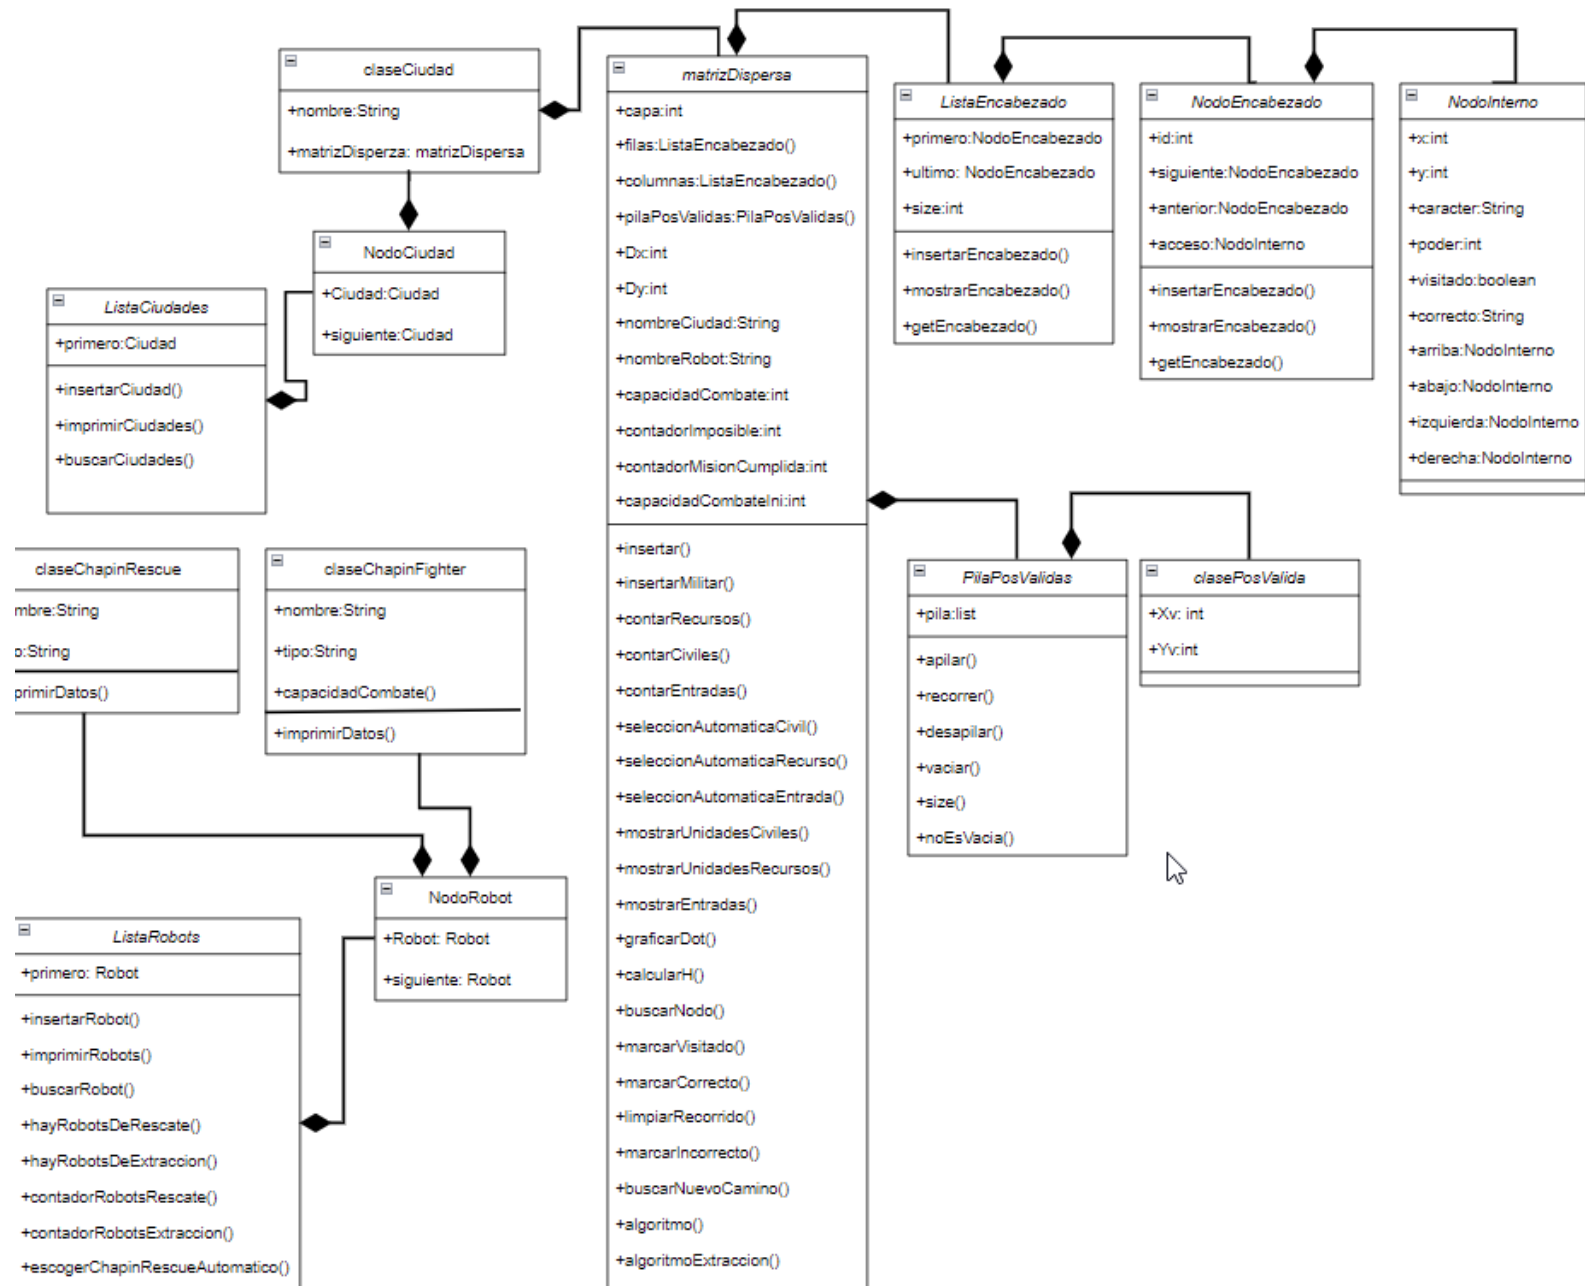 claseCiudad
+nombre:String
+matrizDisperza: matrizDispersa
NodoCiudad
+Ciudad:Ciudad
+siguiente:Ciudad
ListaCiudades
+primero:Ciudad
+insertarCiudad()
+imprimirCiudades()
+buscarCiudades()
claseChapinRescue
mbre:String
o:String
primirDatos()
claseChapinFighter
+nombre:String
+tipo:String
+capacidadCombate()
+imprimirDatos()
NodoRobot
+Robot: Robot
+siguiente: Robot
ListaRobots
+primero: Robot
+insertarRobot()
+imprimirRobots()
+buscarRobot()
+hayRobotsDeRescate()
+hayRobotsDeExtraccion()
+contadorRobotsRescate()
+contadorRobotsExtraccion()
+escogerChapinRescueAutomatico()
matrizDispersa
+capa:int
+filas:ListaEncabezado()
+columnas:ListaEncabezado()
+pilaPosValidas:PilaPosValidas()
+Dx:int
+Dy:int
+nombreCiudad:String
+nombreRobot:String
+capacidadCombate:int
+contadorImposible:int
+contadorMisionCumplida:int
+capacidadCombateIni:int
+insertar()
+insertarMilitar()
+contarRecursos()
+contarCiviles()
+contarEntradas()
+seleccionAutomaticaCivil()
+seleccionAutomaticaRecurso()
+seleccionAutomaticaEntrada()
+mostrarUnidadesCiviles()
+mostrarUnidadesRecursos()
+mostrarEntradas()
+graficarDot()
+calcularH()
+buscarNodo()
+marcarVisitado()
+marcarCorrecto()
+limpiarRecorrido()
+marcarIncorrecto()
+buscarNuevoCamino()
+algoritmo()
+algoritmoExtraccion()
ListaEncabezado
+primero:NodoEncabezado
+ultimo: NodoEncabezado
+size:int
+insertarEncabezado()
+mostrarEncabezado()
+getEncabezado()
NodoEncabezado
+id:int
+siguiente:NodoEncabezado
+anterior:NodoEncabezado
+acceso:NodoInterno
+insertarEncabezado()
+mostrarEncabezado()
+getEncabezado()
NodoInterno
+x:int
+y:int
+caracter:String
+poder:int
+visitado:boolean
+correcto:String
+arriba:NodoInterno
+abajo:NodoInterno
+izquierda:NodoInterno
+derecha:NodoInterno
PilaPosValidas
+pila:list
+apilar()
+recorrer()
+desapilar()
+vaciar()
+size()
+noEsVacia()
clasePosValida
+Xv: int
+Yv:int